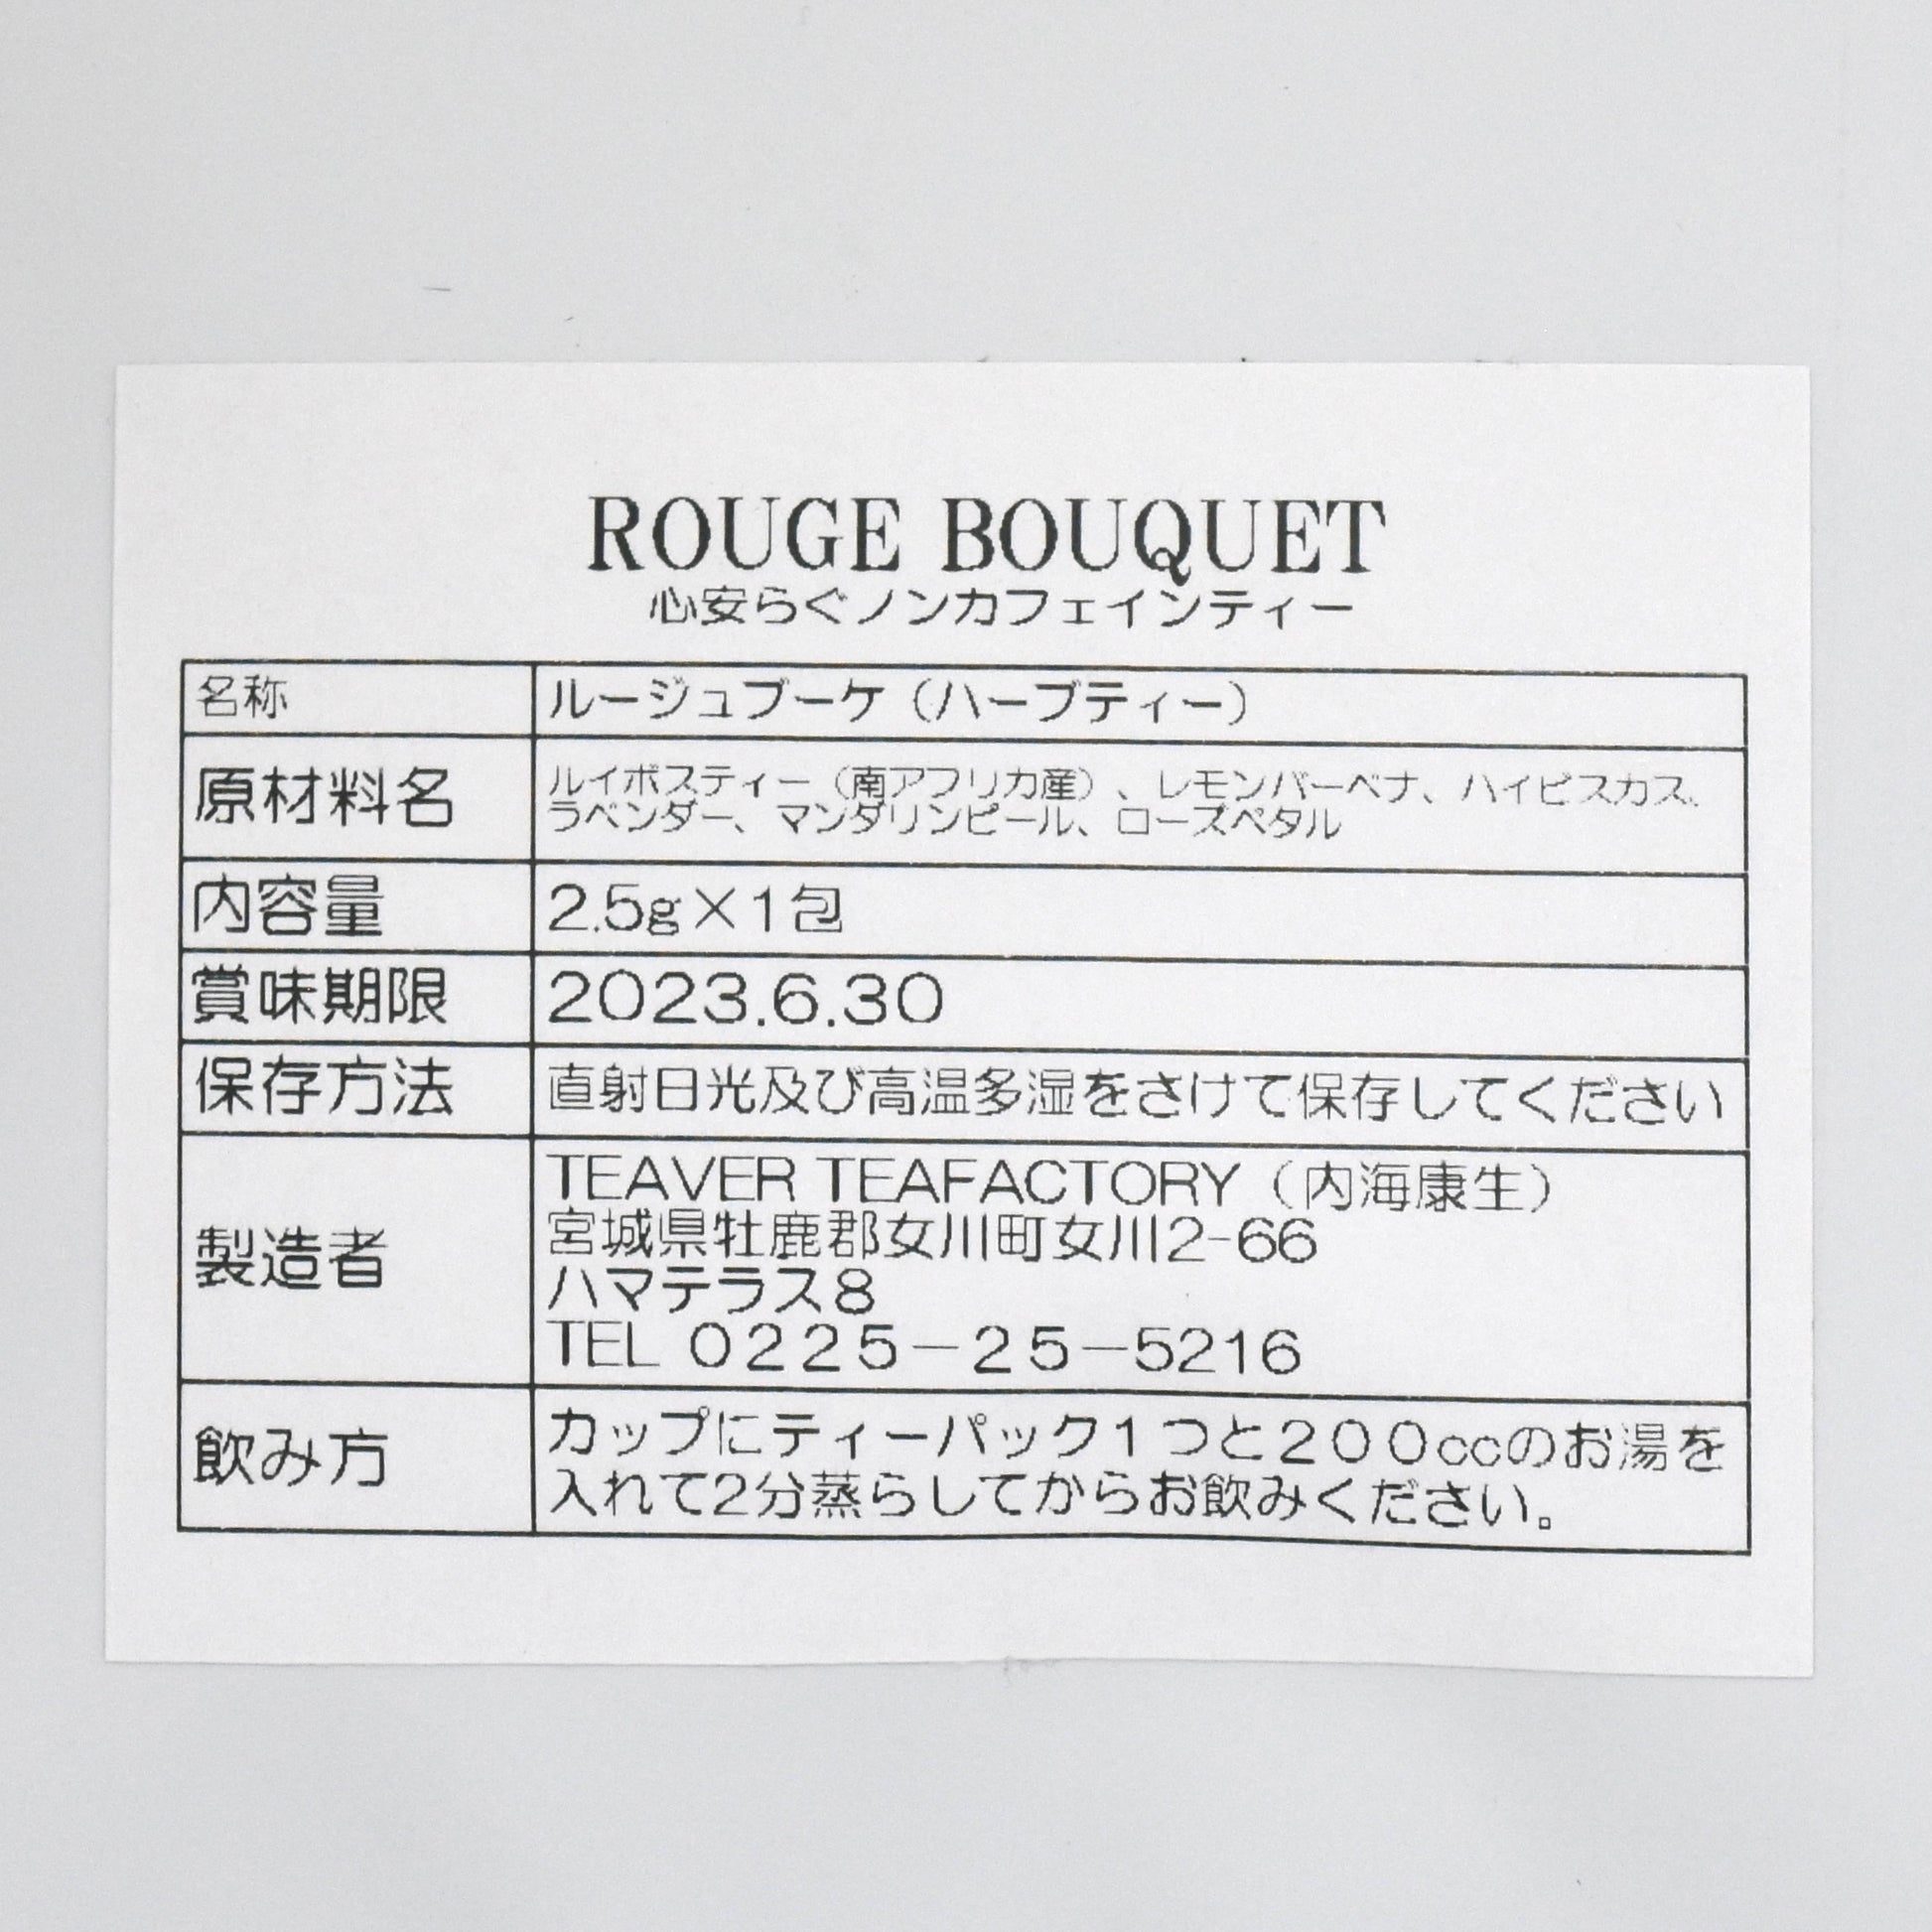 ROUGE BOUQUET
心安らぐノンカフェインティー
名称
ルージュブーケ（ハーブティー）
原材料名
ルイボスティー（南アフリカ産）、レモンバーベナ、ハイビスカス、
ラベンダー、マンダリンピール、ローズペタル
内容量
2.5g×1包
賞味期限
2023.6.30
保存方法
直射日光及び高温多湿をさけて保存してください
製造者
TEAVER TEAFACTORY（内海康生）
宮城県牡鹿郡女川町女川2-66
ハマテラス8
TEL ０２２５－２５－5216
飲み方
カップにティーパック１つと２００ccのお湯を
入れて2分蒸らしてからお飲みください。